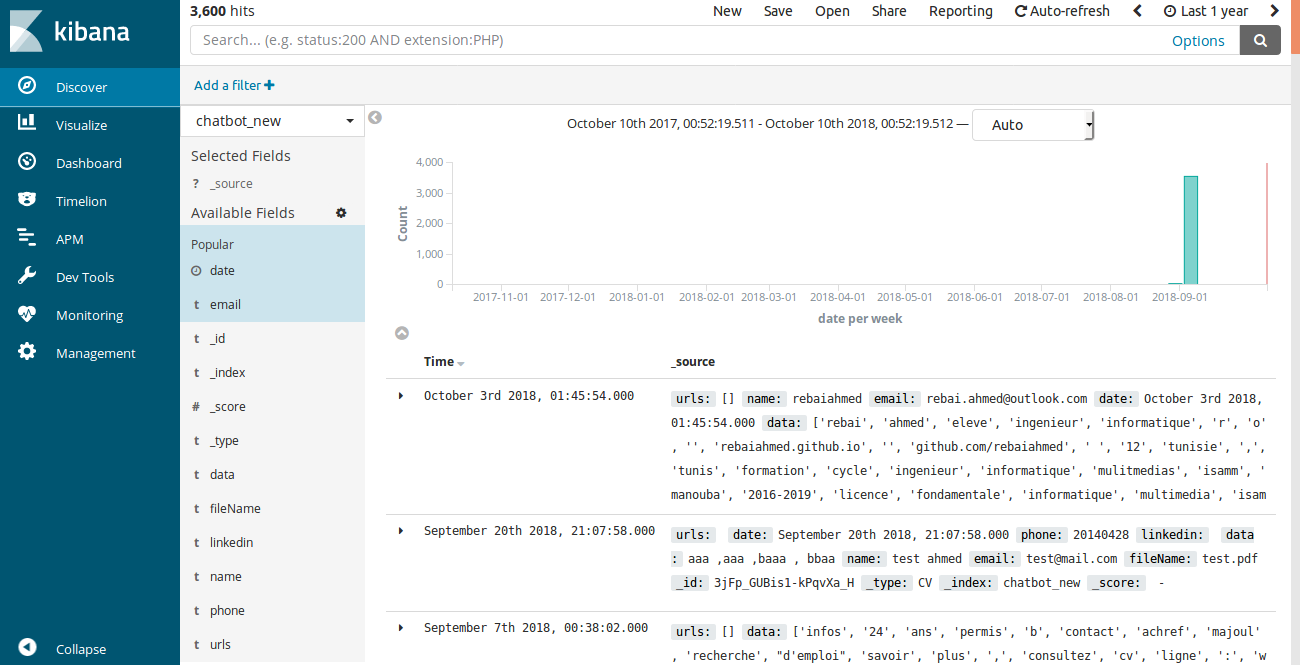 kibana
Discover
Visualize
Dashboard
Timelion
APM
Dev Tools
Monitoring
Management
Collapse
3,600 hits
New Save Open Share Reporting Auto-refresh Last 1 year
Search... (e.g. status:200 AND extension:PHP) Options
Add a filter
chatbot_new
Selected Fields
? _source
Available Fields
Popular
date
t email
t _id
t _index
# _score
t _type
t data
t fileName
t linkedin
t name
t phone
t urls
October 10th 2017, 00:52:19.511 - October 10th 2018, 00:52:19.512 — Auto
Count
4,000
3,000
2,000
1,000
0
2017-11-01 2017-12-01 2018-01-01 2018-02-01 2018-03-01 2018-04-01 2018-05-01 2018-06-01 2018-07-01 2018-08-01 2018-09-01
date per week
Time _source
October 3rd 2018, 01:45:54.000
urls: [] name: rebaiahmed email: rebai.ahmed@outlook.com date: October 3rd 2018,
01:45:54.000 data: ['rebai', 'ahmed', 'eleve', 'ingenieur', 'informatique', 'r', 'o'
, '', 'rebaiahmed.github.io', '', 'github.com/rebaiahmed', ' ', '12', 'tunisie', ',',
'tunis', 'formation', 'cycle', 'ingenieur', 'informatique', 'mulitmedias', 'isamm', '
manouba', '2016-2019', 'licence', 'fondamentale', 'informatique', 'multimedia', 'isam
September 20th 2018, 21:07:58.000
urls: date: September 20th 2018, 21:07:58.000 phone: 20140428 linkedin: data
: aaa ,aaa ,baaa , bbaa name: test ahmed email: test@mail.com fileName: test.pdf
_id: 3jFp_GUBis1-kPqvXa_H _type: CV _index: chatbot_new _score: -
September 7th 2018, 00:38:02.000
urls: [] data: ['infos', '24', 'ans', 'permis', 'b', 'contact', 'achref', 'majoul'
, 'recherche', "d'emploi", 'savoir', 'plus', ',', 'consultez', 'cv', 'ligne', ':', 'w